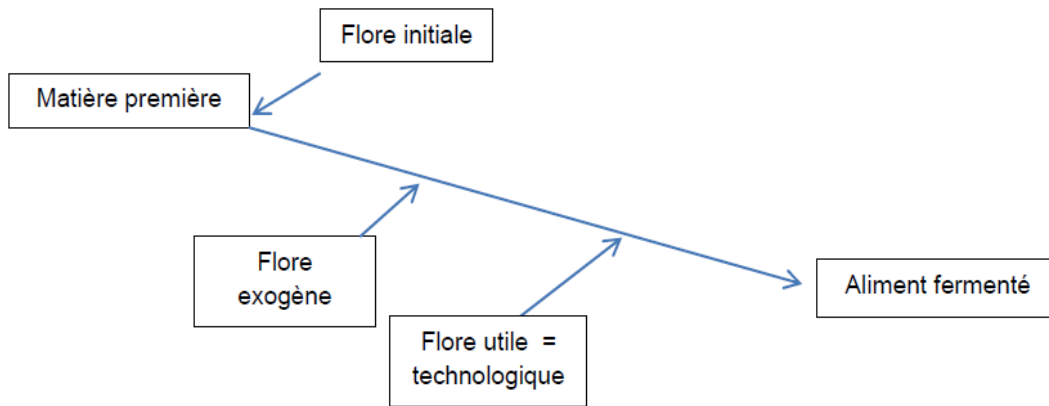 Flore initiale
Matière première
Flore
exogène
Aliment fermenté
Flore utile =
technologique